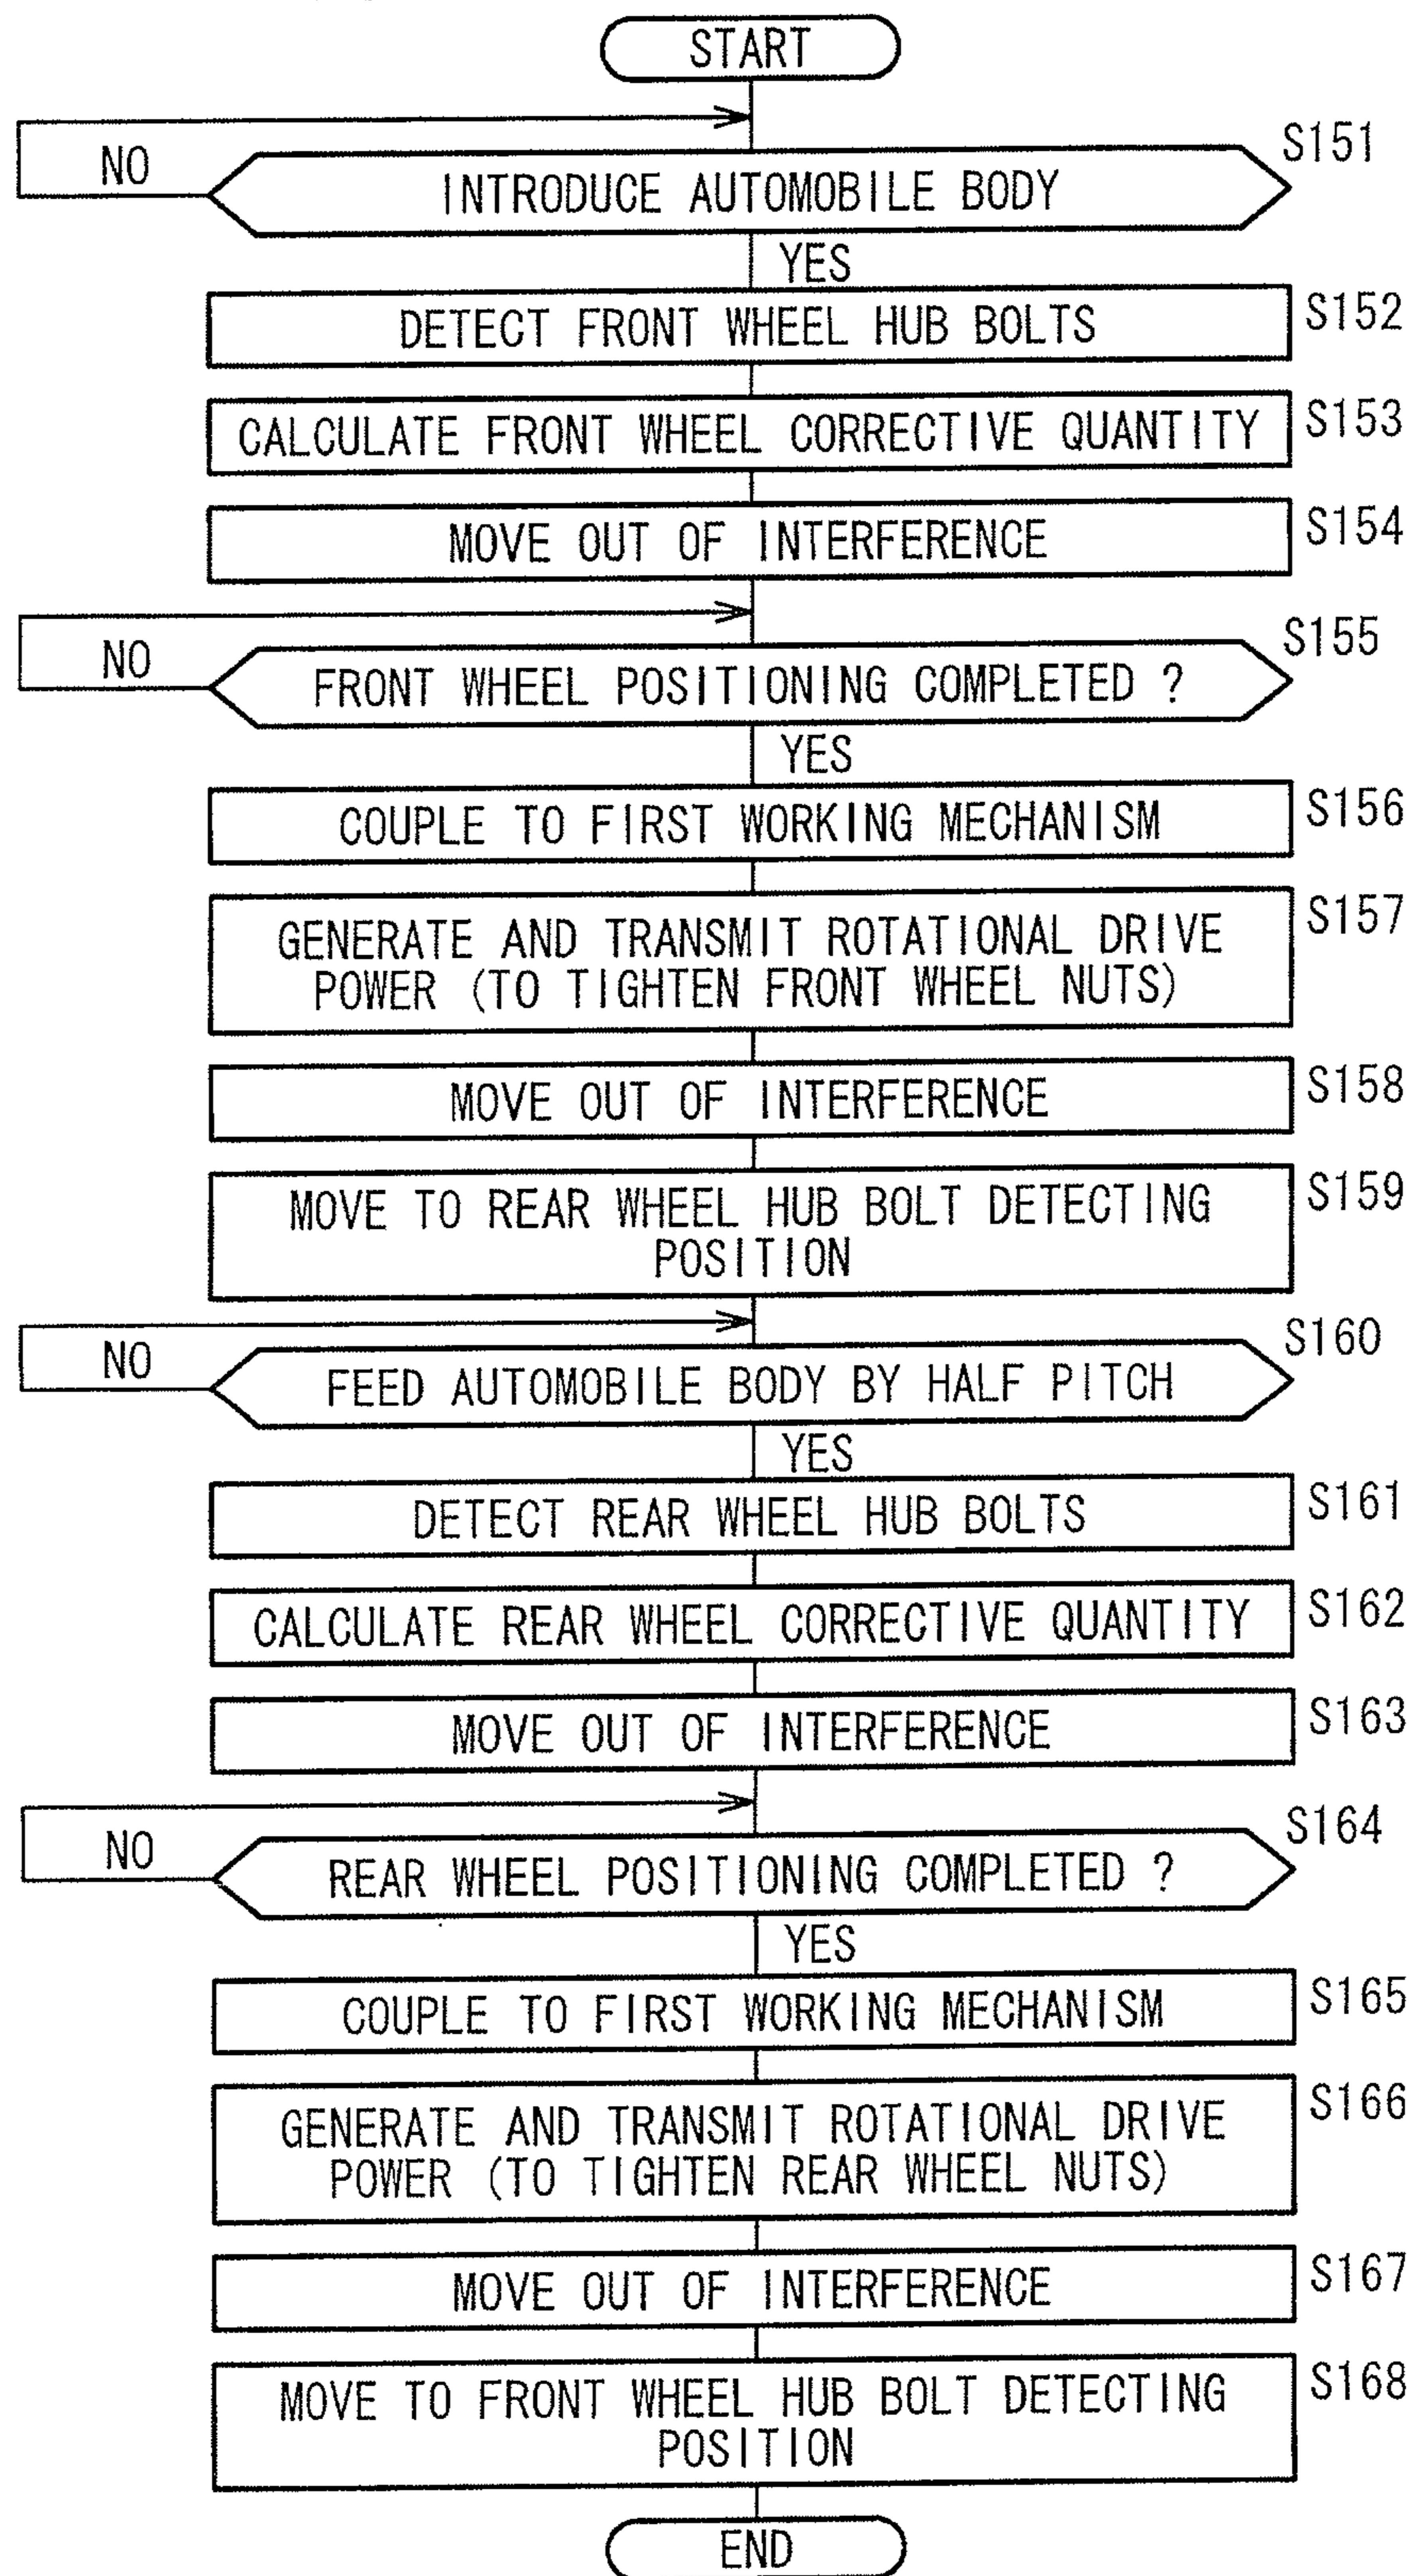 START
S151
NO
INTRODUCE AUTOMOBILE BODY
YES
S152
DETECT FRONT WHEEL HUB BOLTS
S153
CALCULATE FRONT WHEEL CORRECTIVE QUANTITY
S154
MOVE OUT OF INTERFERENCE
S155
NO
FRONT WHEEL POSITIONING COMPLETED ?
YES
S156
COUPLE TO FIRST WORKING MECHANISM
S157
GENERATE AND TRANSMIT ROTATIONAL DRIVE
POWER (TO TIGHTEN FRONT WHEEL NUTS)
S158
MOVE OUT OF INTERFERENCE
S159
MOVE TO REAR WHEEL HUB BOLT DETECTING
POSITION
S160
NO
FEED AUTOMOBILE BODY BY HALF PITCH
YES
S161
DETECT REAR WHEEL HUB BOLTS
S162
CALCULATE REAR WHEEL CORRECTIVE QUANTITY
S163
MOVE OUT OF INTERFERENCE
S164
NO
REAR WHEEL POSITIONING COMPLETED ?
YES
S165
COUPLE TO FIRST WORKING MECHANISM
S166
GENERATE AND TRANSMIT ROTATIONAL DRIVE
POWER (TO TIGHTEN REAR WHEEL NUTS)
S167
MOVE OUT OF INTERFERENCE
S168
MOVE TO FRONT WHEEL HUB BOLT DETECTING
POSITION
END